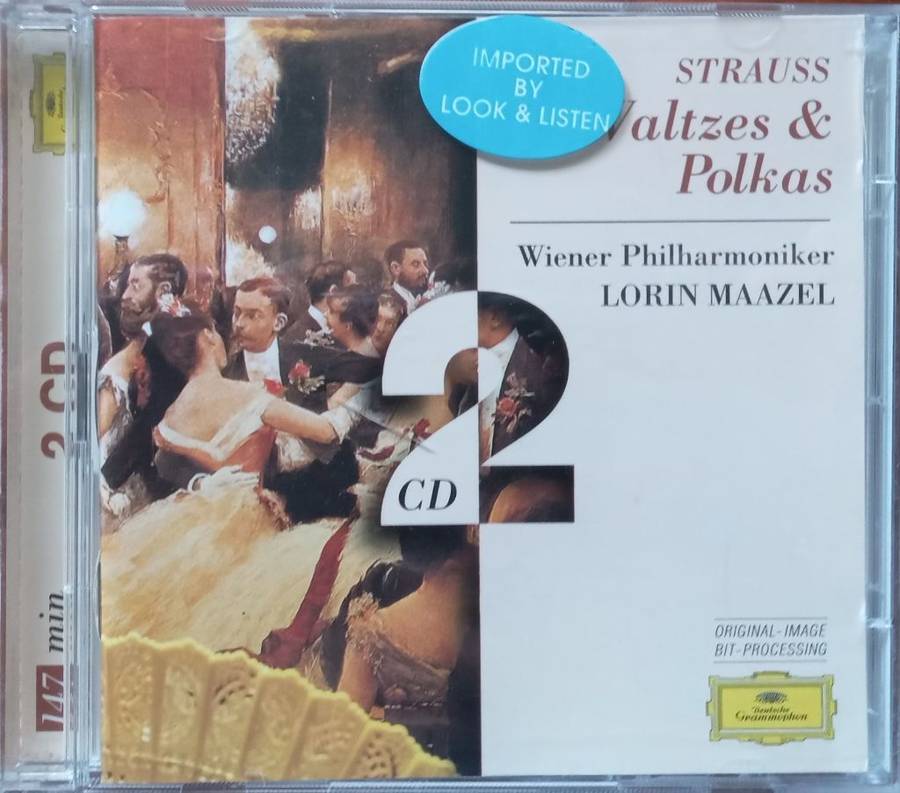 IMPORTED
BY
LOOK & LISTEN
STRAUSS
Waltzes &
Polkas
Wiener Philharmoniker
LORIN MAAZEL
2
CD
2 CD
147 min
ORIGINAL-IMAGE
BIT-PROCESSING
Deutsche
Grammophon